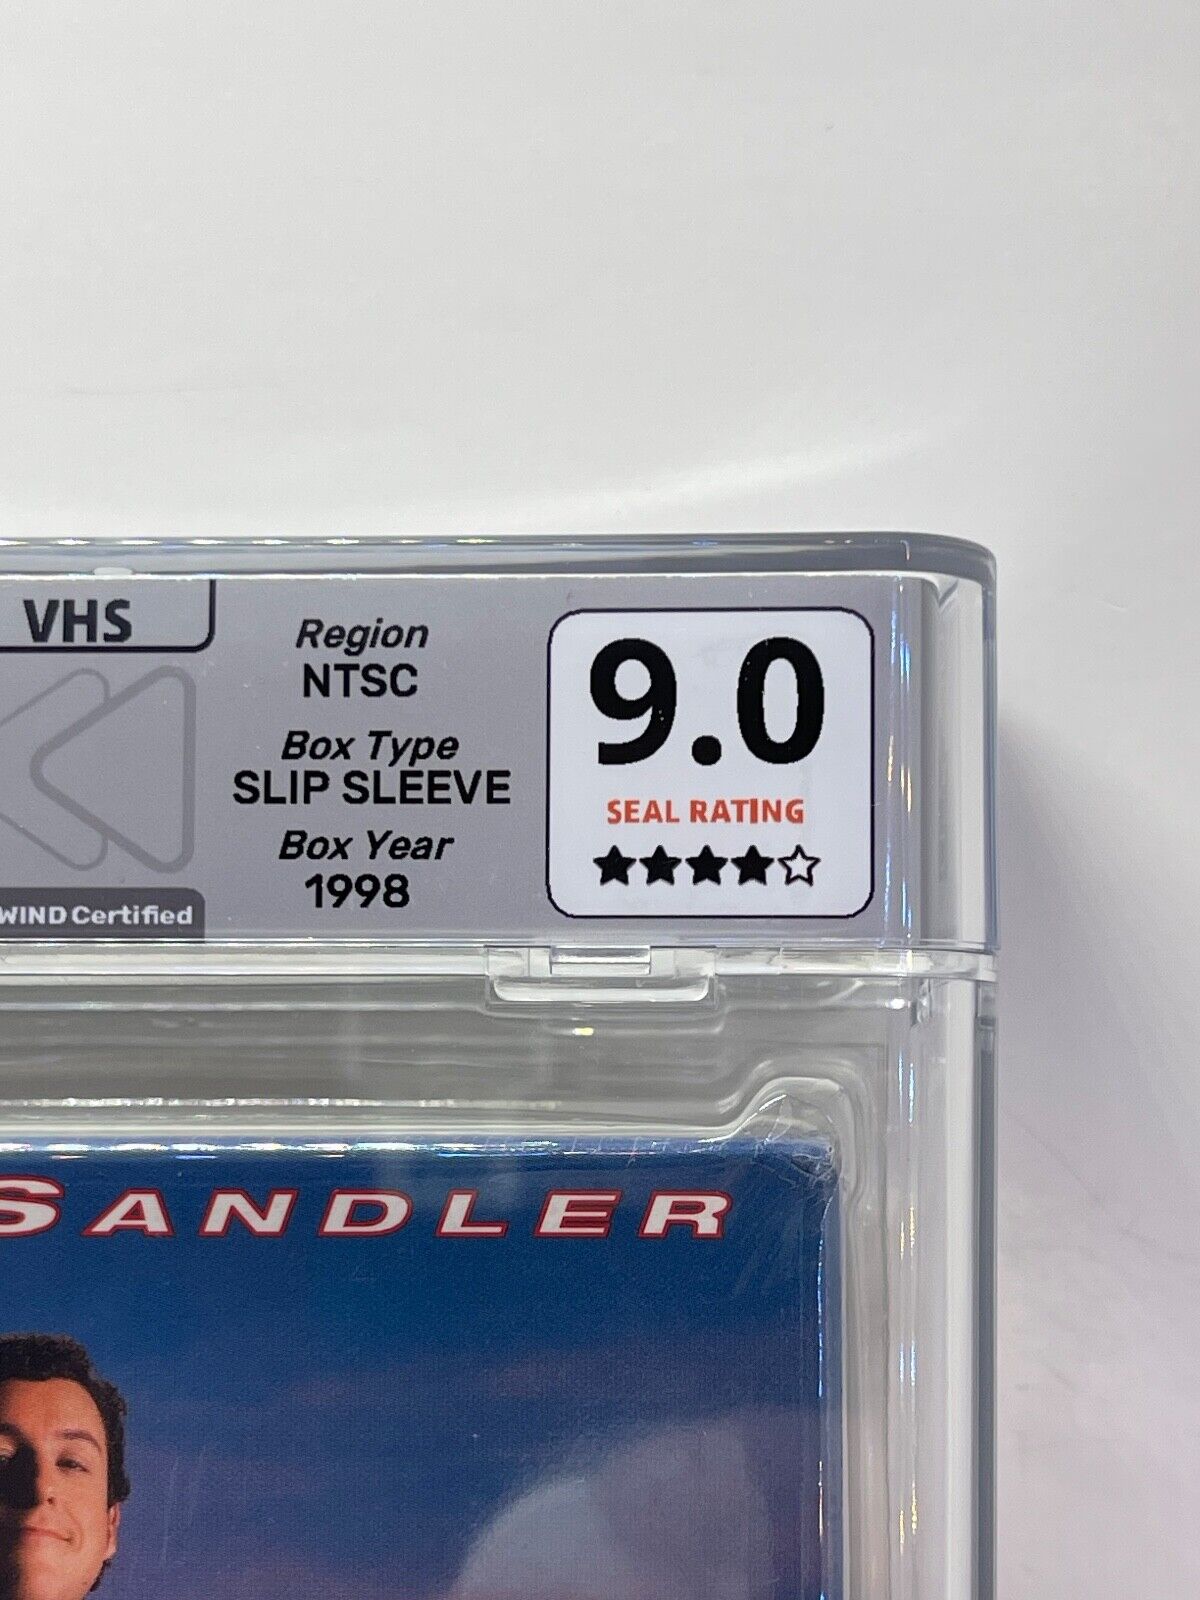 VHS
Region
NTSC
Box Type
SLIP SLEEVE
Box Year
1998
WIND Certified
9.0
SEAL RATING
SANDLER